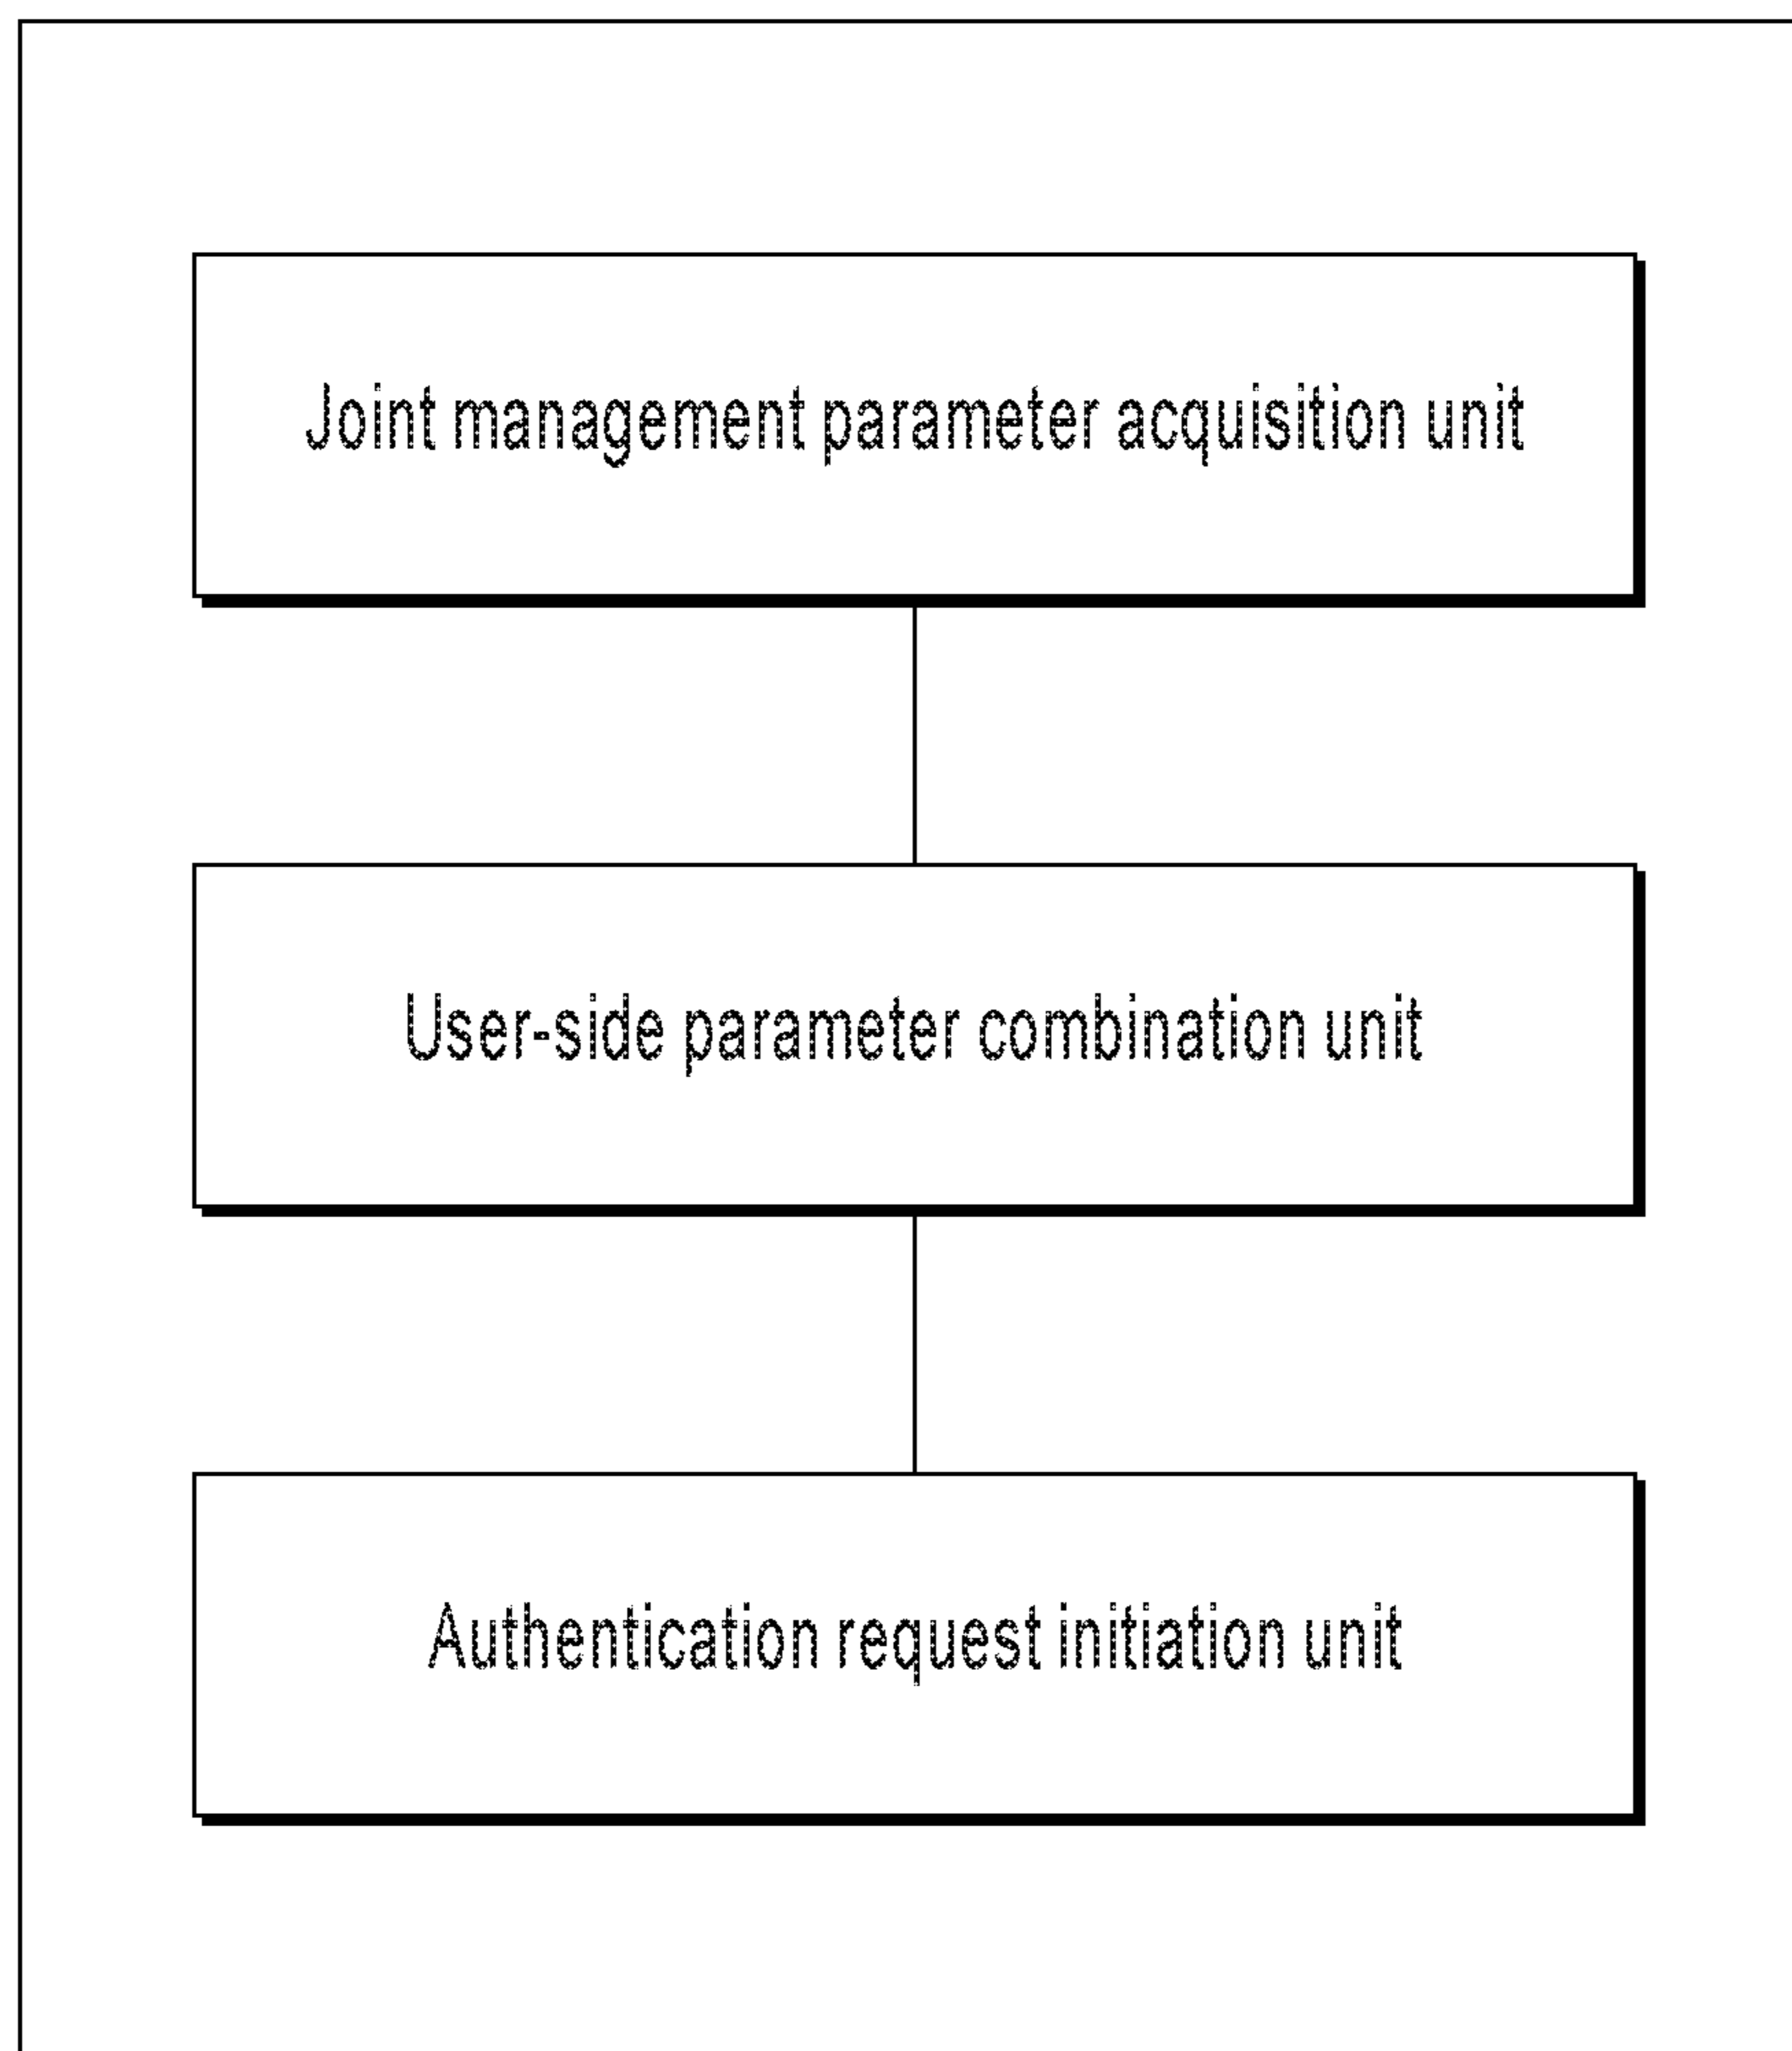 Joint management parameter acquisition unit
User-side parameter combination unit
Authentication request initiation unit